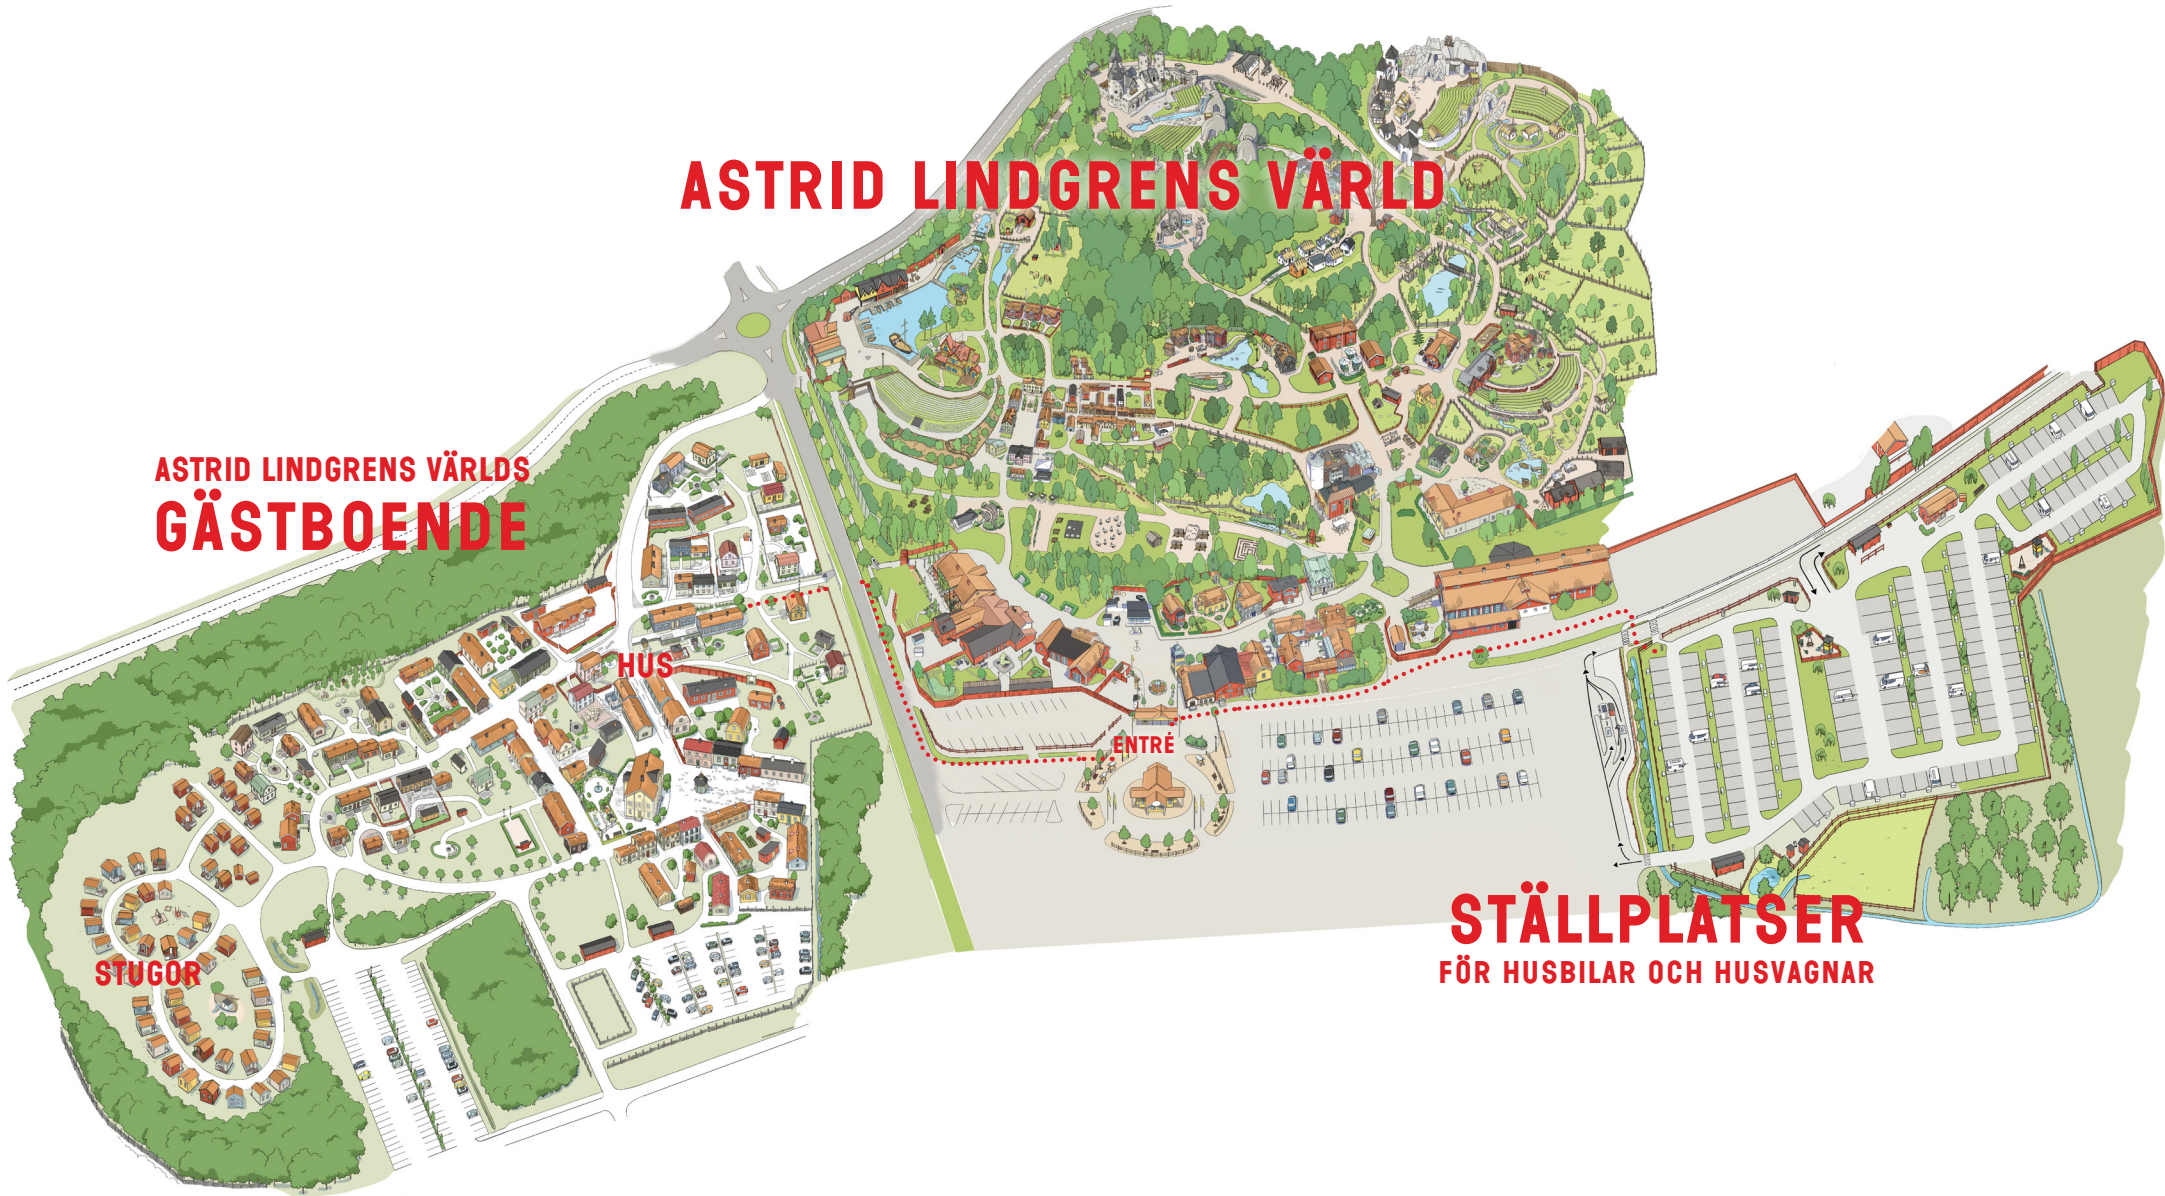 ASTRID LINDGRENS VÄRLD
ASTRID LINDGRENS VÄRLDS
GÄSTBOENDE
HUS
ENTRÉ
STUGOR
STÄLLPLATSER
FÖR HUSBILAR OCH HUSVAGNAR